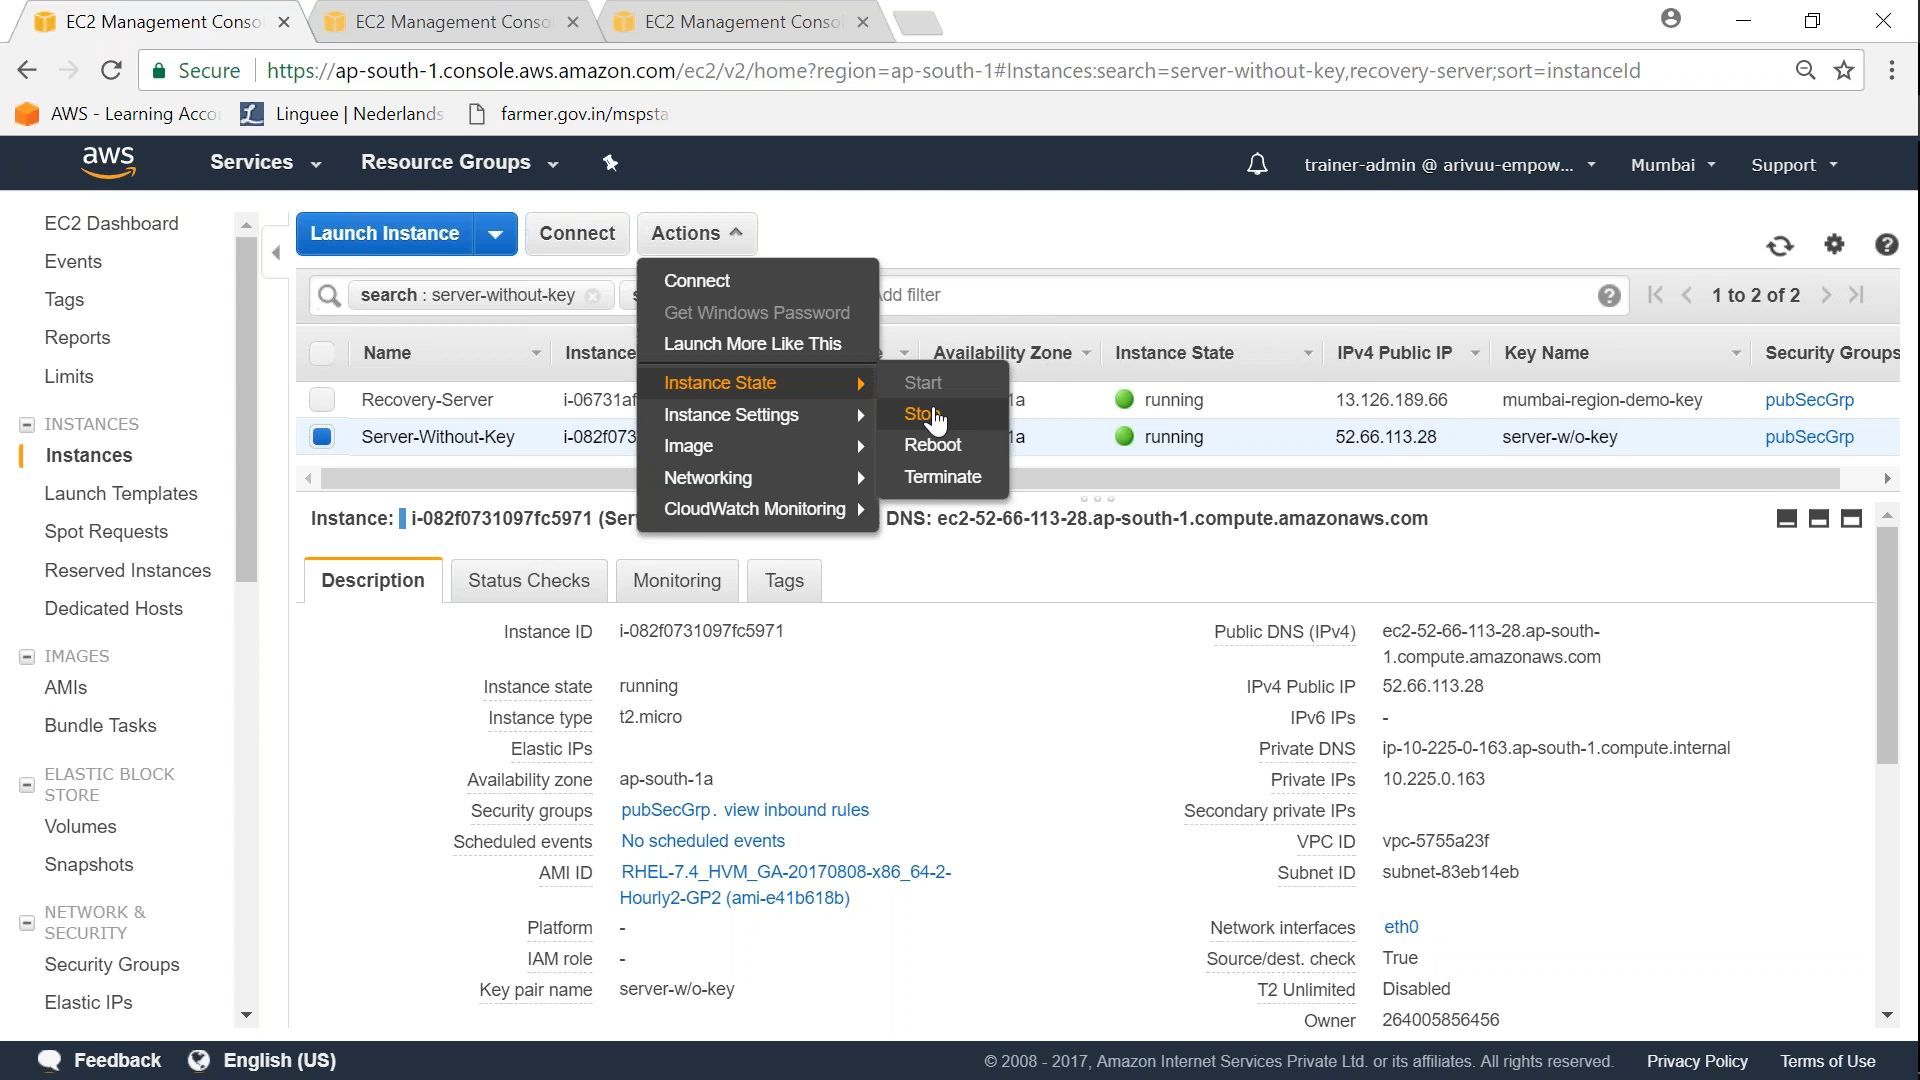 EC2 Management Conso
EC2 Management Conso
EC2 Management Conso
Secure
https://ap-south-1.console.aws.amazon.com/ec2/v2/home?region=ap-south-1#Instances:search=server-without-key,recovery-server;sort=instanceId
AWS - Learning Acco
Linguee | Nederlands
farmer.gov.in/mspsta
aws
Services
Resource Groups
trainer-admin @ arivuu-empow...
Mumbai
Support
EC2 Dashboard
Events
Tags
Reports
Limits
INSTANCES
Instances
Launch Templates
Spot Requests
Reserved Instances
Dedicated Hosts
IMAGES
AMIs
Bundle Tasks
ELASTIC BLOCK
STORE
Volumes
Snapshots
NETWORK &
SECURITY
Security Groups
Elastic IPs
Launch Instance
Connect
Actions
Connect
Get Windows Password
Launch More Like This
Instance State
Instance Settings
Image
Networking
CloudWatch Monitoring
Start
Stop
Reboot
Terminate
search : server-without-key
dd filter
1 to 2 of 2
Name Instance Availability Zone Instance State IPv4 Public IP Key Name Security Groups
Recovery-Server i-06731af 1a running 13.126.189.66 mumbai-region-demo-key pubSecGrp
Server-Without-Key i-082f073 1a running 52.66.113.28 server-w/o-key pubSecGrp
Instance: i-082f0731097fc5971 (Ser DNS: ec2-52-66-113-28.ap-south-1.compute.amazonaws.com
Description
Status Checks
Monitoring
Tags
Instance ID i-082f0731097fc5971
Instance state running
Instance type t2.micro
Elastic IPs
Availability zone ap-south-1a
Security groups pubSecGrp. view inbound rules
Scheduled events No scheduled events
AMI ID RHEL-7.4_HVM_GA-20170808-x86_64-2-
Hourly2-GP2 (ami-e41b618b)
Platform -
IAM role -
Key pair name server-w/o-key
Public DNS (IPv4) ec2-52-66-113-28.ap-south-
1.compute.amazonaws.com
IPv4 Public IP 52.66.113.28
IPv6 IPs -
Private DNS ip-10-225-0-163.ap-south-1.compute.internal
Private IPs 10.225.0.163
Secondary private IPs
VPC ID vpc-5755a23f
Subnet ID subnet-83eb14eb
Network interfaces eth0
Source/dest. check True
T2 Unlimited Disabled
Owner 264005856456
Feedback
English (US)
© 2008 - 2017, Amazon Internet Services Private Ltd. or its affiliates. All rights reserved.
Privacy Policy
Terms of Use